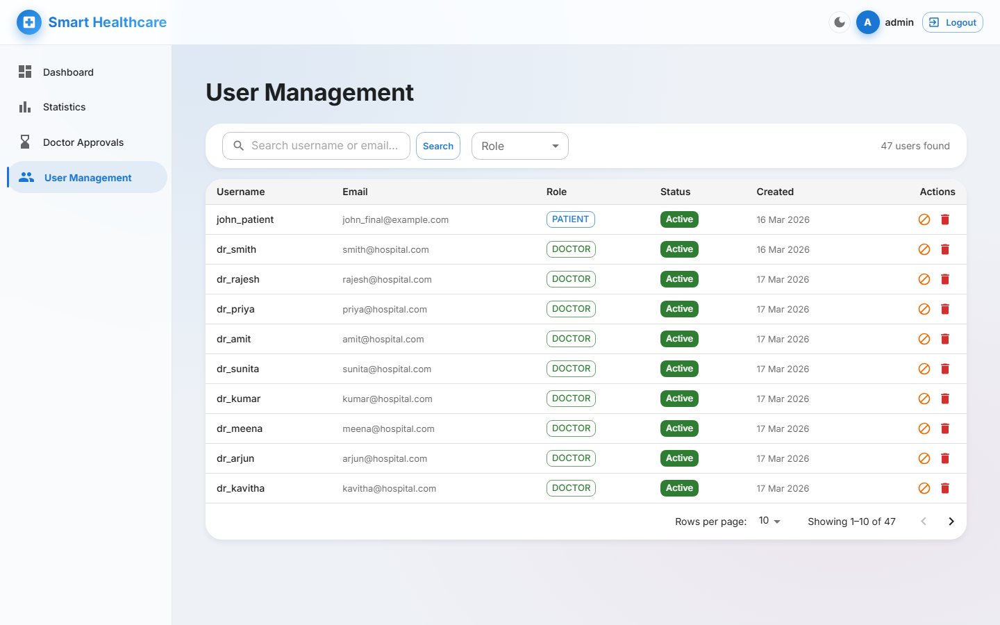 Smart Healthcare
A admin Logout
Dashboard
Statistics
Doctor Approvals
User Management
User Management
Search username or email... Search Role 47 users found
Username Email Role Status Created Actions
john_patient john_final@example.com PATIENT Active 16 Mar 2026
dr_smith smith@hospital.com DOCTOR Active 16 Mar 2026
dr_rajesh rajesh@hospital.com DOCTOR Active 17 Mar 2026
dr_priya priya@hospital.com DOCTOR Active 17 Mar 2026
dr_amit amit@hospital.com DOCTOR Active 17 Mar 2026
dr_sunita sunita@hospital.com DOCTOR Active 17 Mar 2026
dr_kumar kumar@hospital.com DOCTOR Active 17 Mar 2026
dr_meena meena@hospital.com DOCTOR Active 17 Mar 2026
dr_arjun arjun@hospital.com DOCTOR Active 17 Mar 2026
dr_kavitha kavitha@hospital.com DOCTOR Active 17 Mar 2026
Rows per page: 10 Showing 1–10 of 47